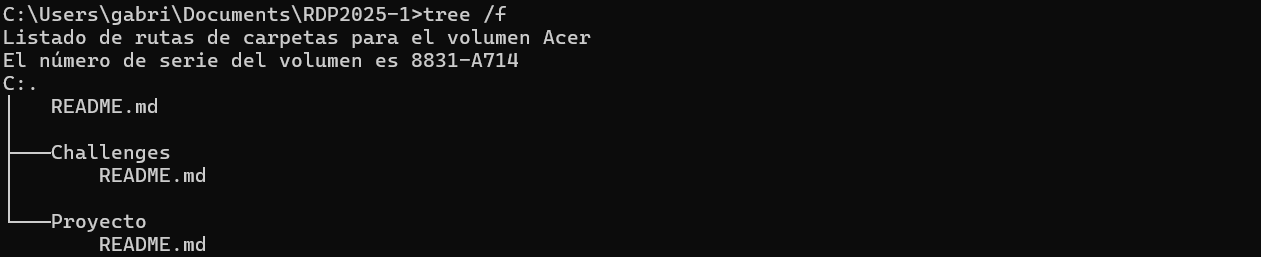 C:\Users\gabri\Documents\RDP2025-1>tree /f
Listado de rutas de carpetas para el volumen Acer
El número de serie del volumen es 8831-A714
C:.
│   README.md
│
├───Challenges
│       README.md
│
└───Proyecto
        README.md